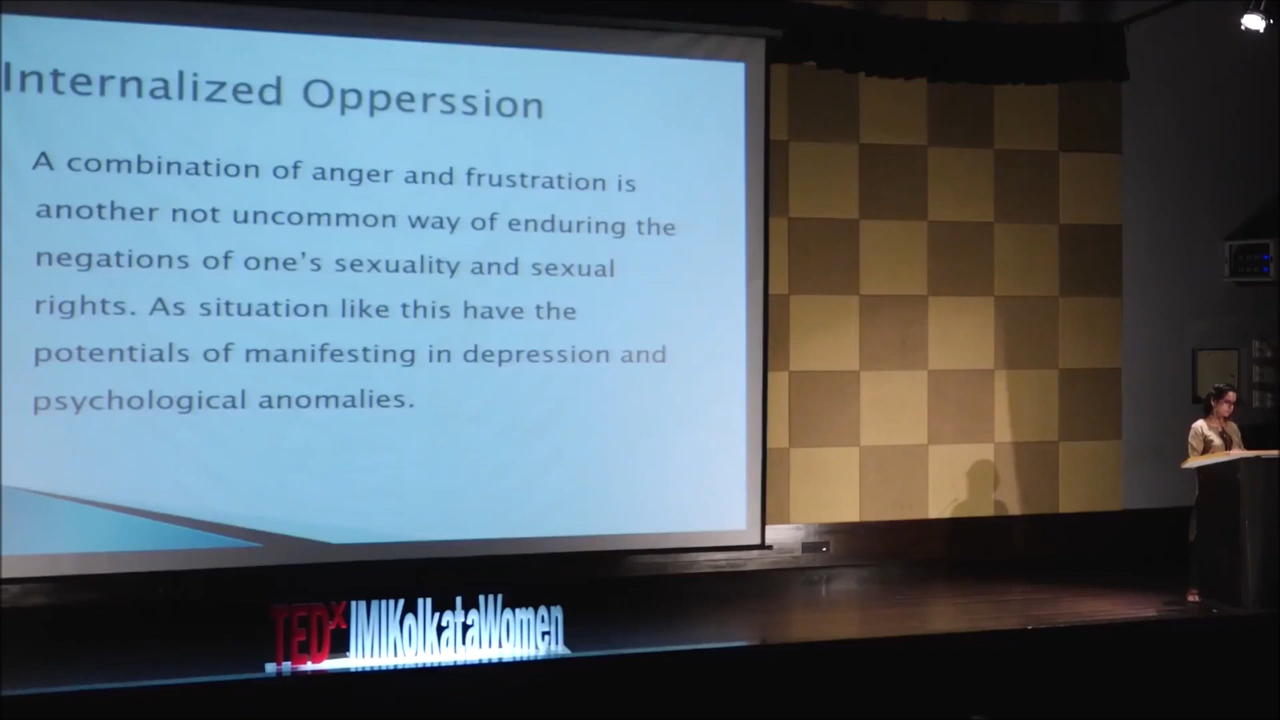 Internalized Opperssion
A combination of anger and frustration is
another not uncommon way of enduring the
negations of one's sexuality and sexual
rights. As situation like this have the
potentials of manifesting in depression and
psychological anomalies.
TEDx IMIKolkataWomen